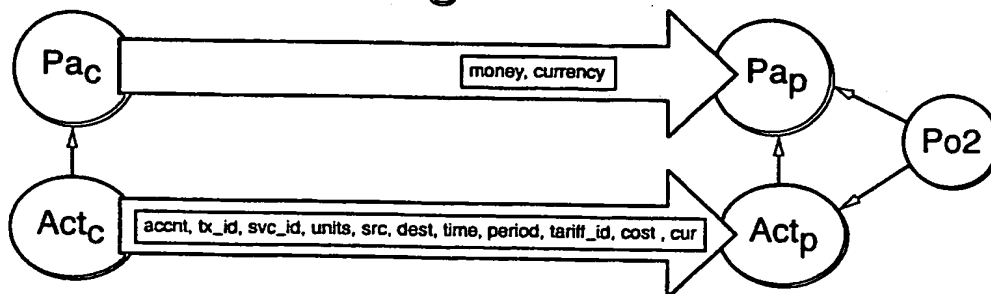 Pac
money, currency
Pap
Po2
Actc
accnt, tx_id, svc_id, units, src, dest, time, period, tariff_id, cost , cur
Actp